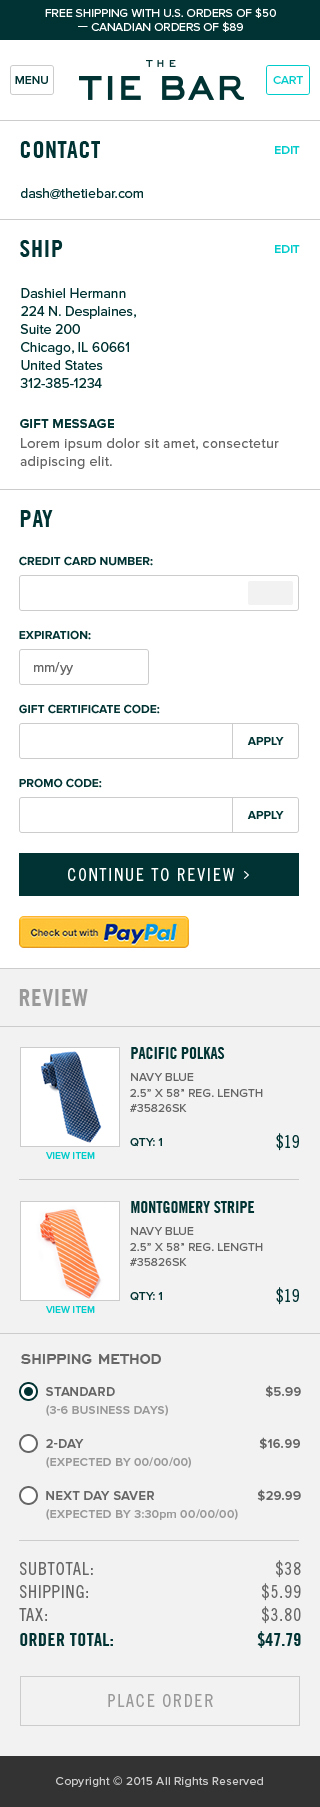 FREE SHIPPING WITH U.S. ORDERS OF $50
— CANADIAN ORDERS OF $89
MENU
THE
TIE BAR
CART
CONTACT
EDIT
dash@thetiebar.com
SHIP
EDIT
Dashiel Hermann
224 N. Desplaines,
Suite 200
Chicago, IL 60661
United States
312-385-1234
GIFT MESSAGE
Lorem ipsum dolor sit amet, consectetur
adipiscing elit.
PAY
CREDIT CARD NUMBER:
EXPIRATION:
mm/yy
GIFT CERTIFICATE CODE:
APPLY
PROMO CODE:
APPLY
CONTINUE TO REVIEW >
Check out with PayPal
REVIEW
PACIFIC POLKAS
NAVY BLUE
2.5” X 58" REG. LENGTH
#35826SK
QTY: 1
$19
VIEW ITEM
MONTGOMERY STRIPE
NAVY BLUE
2.5” X 58" REG. LENGTH
#35826SK
QTY: 1
$19
VIEW ITEM
SHIPPING METHOD
STANDARD $5.99
(3-6 BUSINESS DAYS)
2-DAY $16.99
(EXPECTED BY 00/00/00)
NEXT DAY SAVER $29.99
(EXPECTED BY 3:30pm 00/00/00)
SUBTOTAL: $38
SHIPPING: $5.99
TAX: $3.80
ORDER TOTAL: $47.79
PLACE ORDER
Copyright © 2015 All Rights Reserved